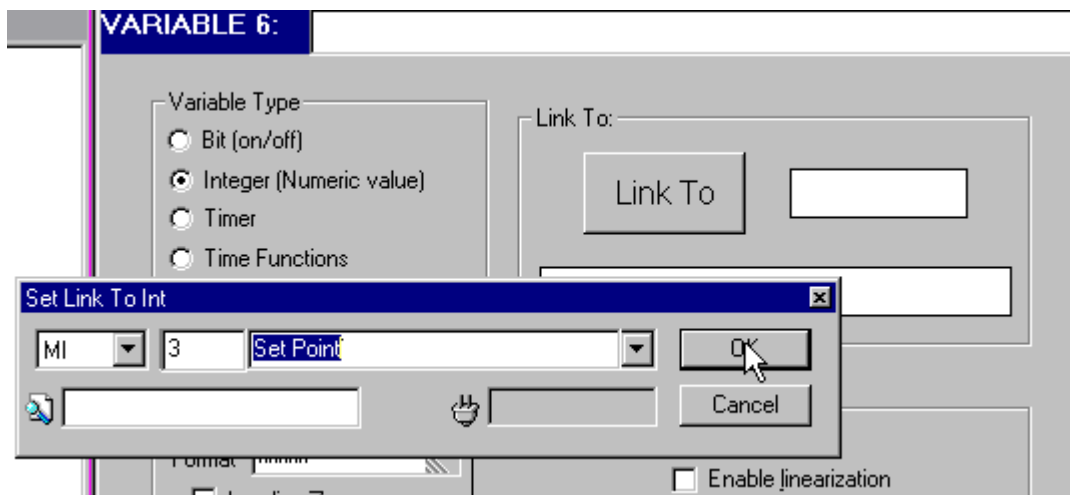 VARIABLE 6:
Variable Type
Bit (on/off)
Integer (Numeric value)
Timer
Time Functions
Link To:
Link To
Set Link To Int
MI
3
Set Point
OK
Cancel
Format
Enable linearization